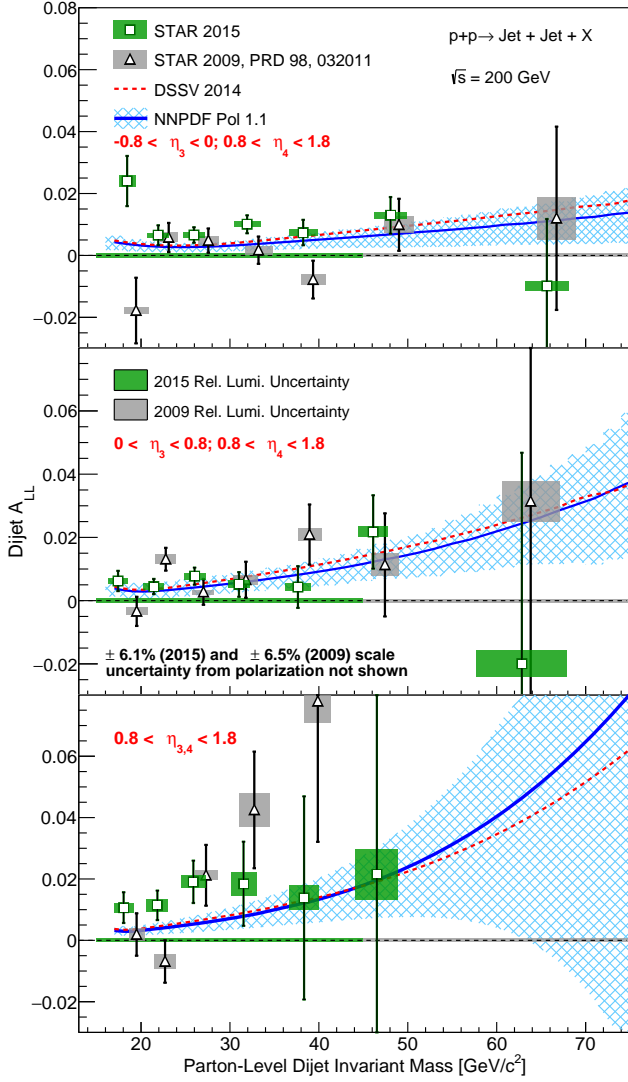 0.08
0.06
0.04
0.02
0
−0.02
STAR 2015
STAR 2009, PRD 98, 032011
DSSV 2014
NNPDF Pol 1.1
-0.8 < η3 < 0; 0.8 < η4 < 1.8
p+p→ Jet + Jet + X
√s = 200 GeV
0.06
0.04
0.02
0
−0.02
2015 Rel. Lumi. Uncertainty
2009 Rel. Lumi. Uncertainty
0 < η3 < 0.8; 0.8 < η4 < 1.8
Dijet ALL
± 6.1% (2015) and ± 6.5% (2009) scale
uncertainty from polarization not shown
0.06
0.04
0.02
0
−0.02
0.8 < η3,4 < 1.8
20 30 40 50 60 70
Parton-Level Dijet Invariant Mass [GeV/c²]